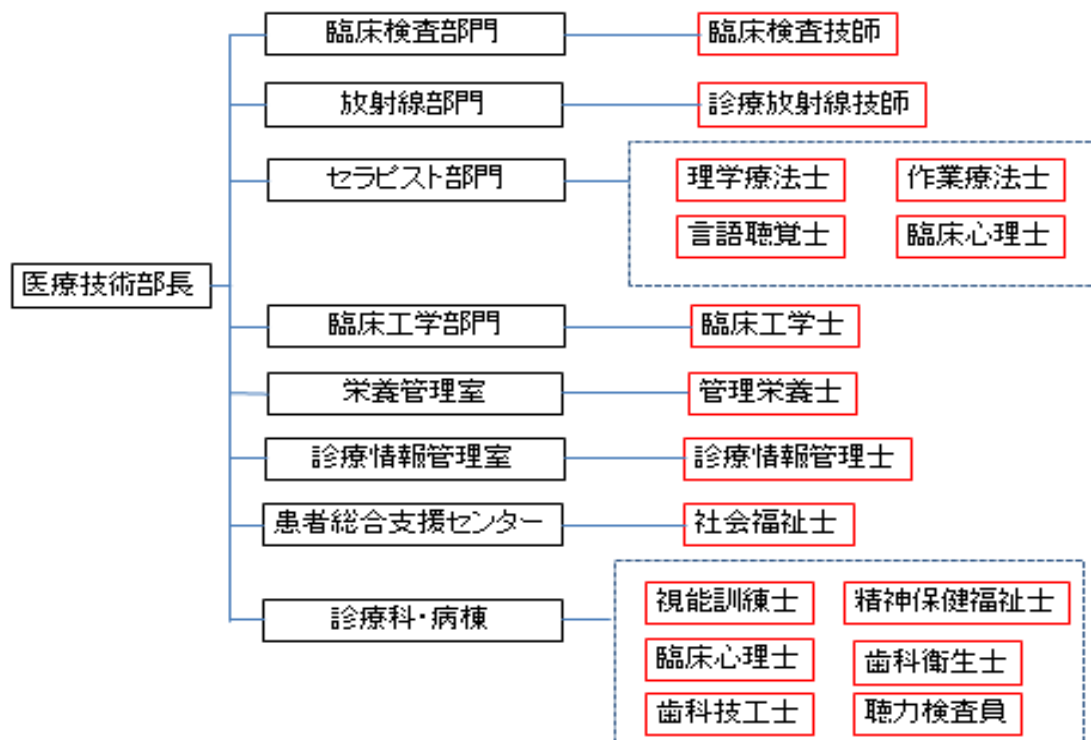 臨床検査部門
臨床検査技師
放射線部門
診療放射線技師
セラピスト部門
理学療法士
作業療法士
言語聴覚士
臨床心理士
医療技術部長
臨床工学部門
臨床工学士
栄養管理室
管理栄養士
診療情報管理室
診療情報管理士
患者総合支援センター
社会福祉士
診療科・病棟
視能訓練士
精神保健福祉士
臨床心理士
歯科衛生士
歯科技工士
聴力検査員